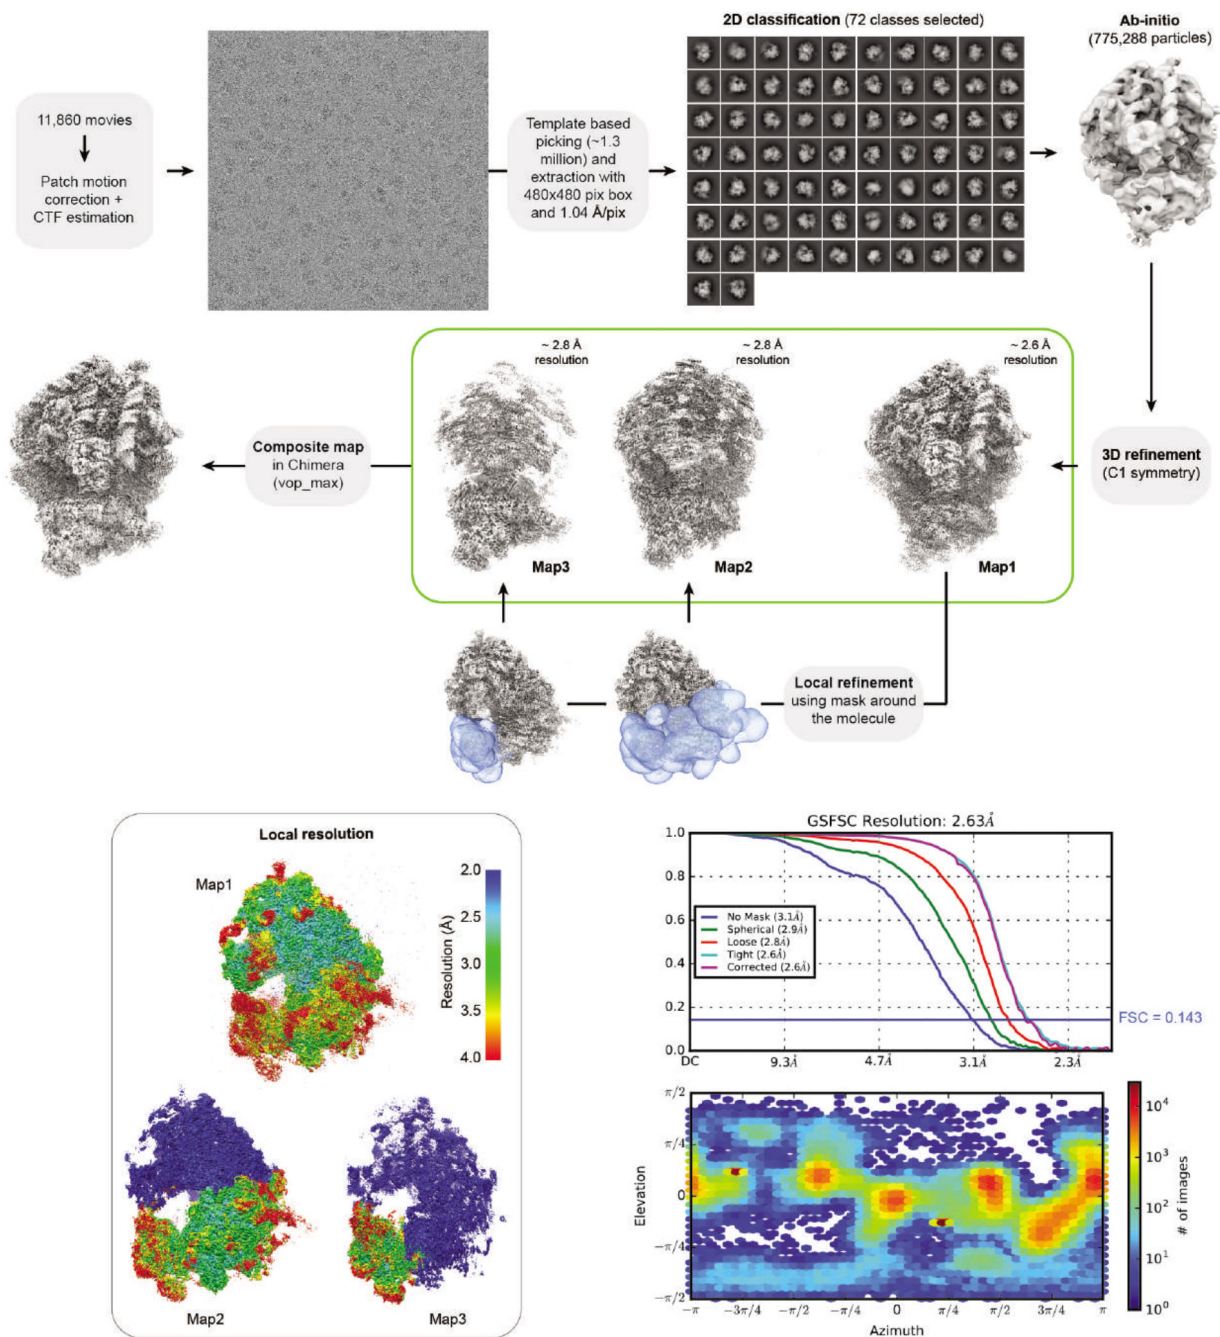 2D classification (72 classes selected)
Ab-initio
(775,288 particles)
11,860 movies
Patch motion
correction +
CTF estimation
Template based
picking (~1.3
million) and
extraction with
480x480 pix box
and 1.04 Å/pix
~ 2.8 Å
resolution
~ 2.8 Å
resolution
~ 2.6 Å
resolution
Composite map
in Chimera
(vop_max)
3D refinement
(C1 symmetry)
Map3
Map2
Map1
Local refinement
using mask around
the molecule
Local resolution
Map1
2.0
2.5
3.0
3.5
4.0
Resolution (Å)
Map2
Map3
GSFSC Resolution: 2.63Å
1.0
0.8
0.6
0.4
0.2
0.0
No Mask (3.1Å)
Spherical (2.9Å)
Loose (2.8Å)
Tight (2.6Å)
Corrected (2.6Å)
FSC = 0.143
DC
9.3Å
4.7Å
3.1Å
2.3Å
π/2
π/4
0
−π/4
−π/2
Elevation
−π
−3π/4
−π/2
−π/4
0
π/4
π/2
3π/4
π
Azimuth
10⁴
10³
10²
10¹
10⁰
# of images